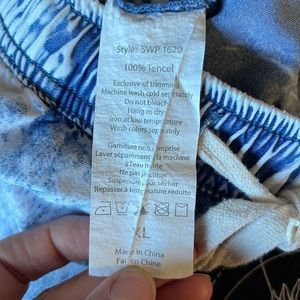 Style: SWP 1620
100% Tencel
Exclusive of trimming
Machine wash cold seperately
Do not bleach
Hang to dry
Iron at low temperature
Wash colors seperately
Garniture non comprise
Laver séparément à la machine
à l'eau froide
Ne pas javelliser
Suspendre pour sécher
Repasser à température réduite
XL
Made in China
Fait en Chine